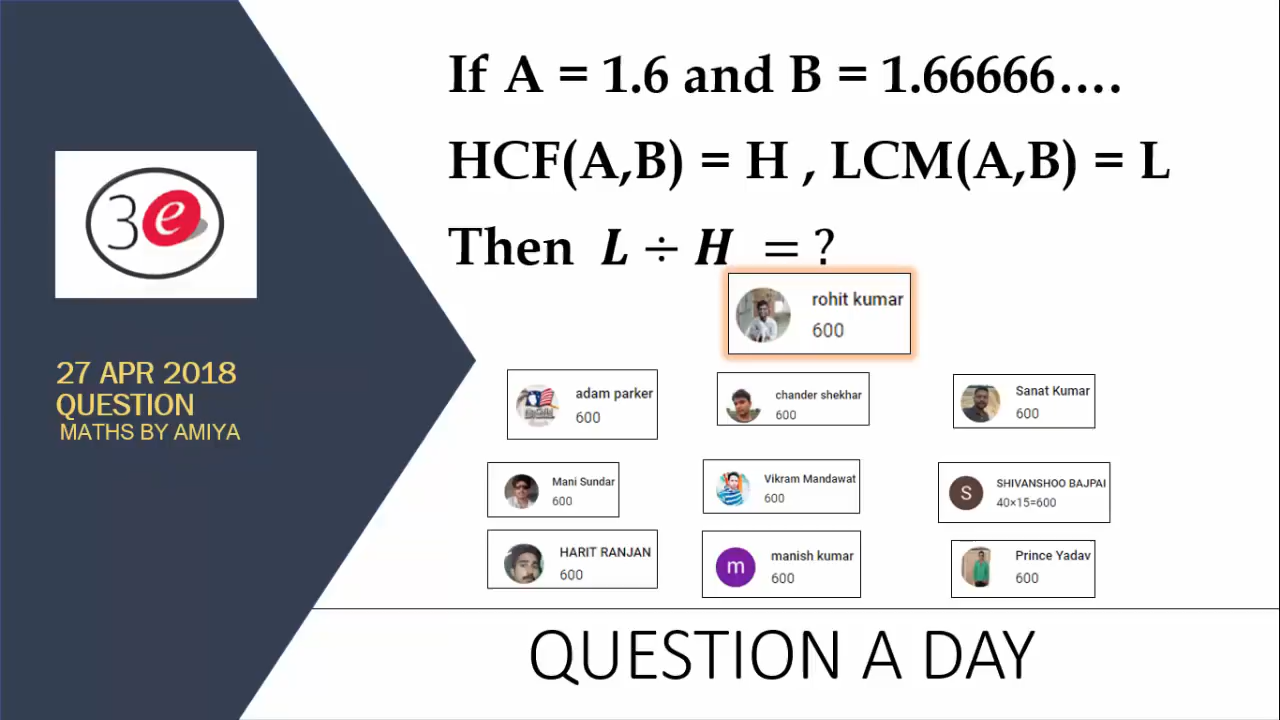 If A = 1.6 and B = 1.66666….
HCF(A,B) = H , LCM(A,B) = L
Then L ÷ H = ?
3e
27 APR 2018
QUESTION
MATHS BY AMIYA
rohit kumar
600
adam parker
600
chander shekhar
600
Sanat Kumar
600
Mani Sundar
600
Vikram Mandawat
600
S
SHIVANSHOO BAJPAI
40×15=600
HARIT RANJAN
600
m
manish kumar
600
Prince Yadav
600
QUESTION A DAY